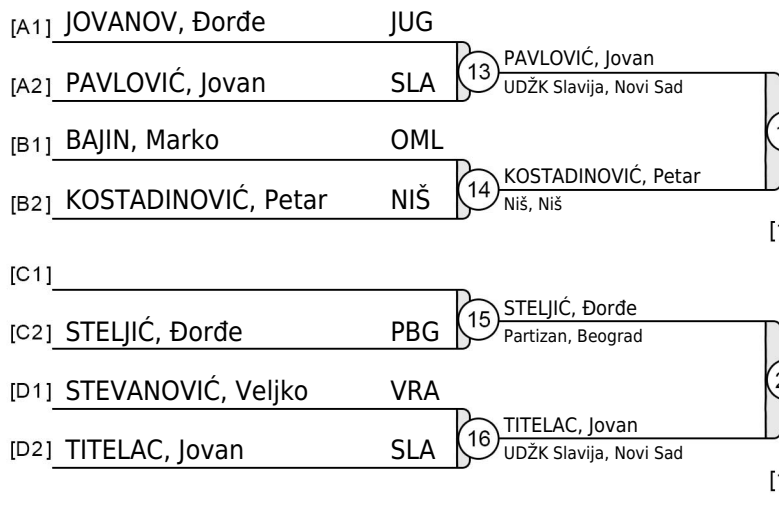 [A1] JOVANOV, Đorđe JUG
[A2] PAVLOVIĆ, Jovan SLA
13 PAVLOVIĆ, Jovan
UDŽK Slavija, Novi Sad
[B1] BAJIN, Marko OML
[B2] KOSTADINOVIĆ, Petar NIŠ
14 KOSTADINOVIĆ, Petar
Niš, Niš
[C1]
[C2] STELJIĆ, Đorđe PBG
15 STELJIĆ, Đorđe
Partizan, Beograd
[D1] STEVANOVIĆ, Veljko VRA
[D2] TITELAC, Jovan SLA
16 TITELAC, Jovan
UDŽK Slavija, Novi Sad